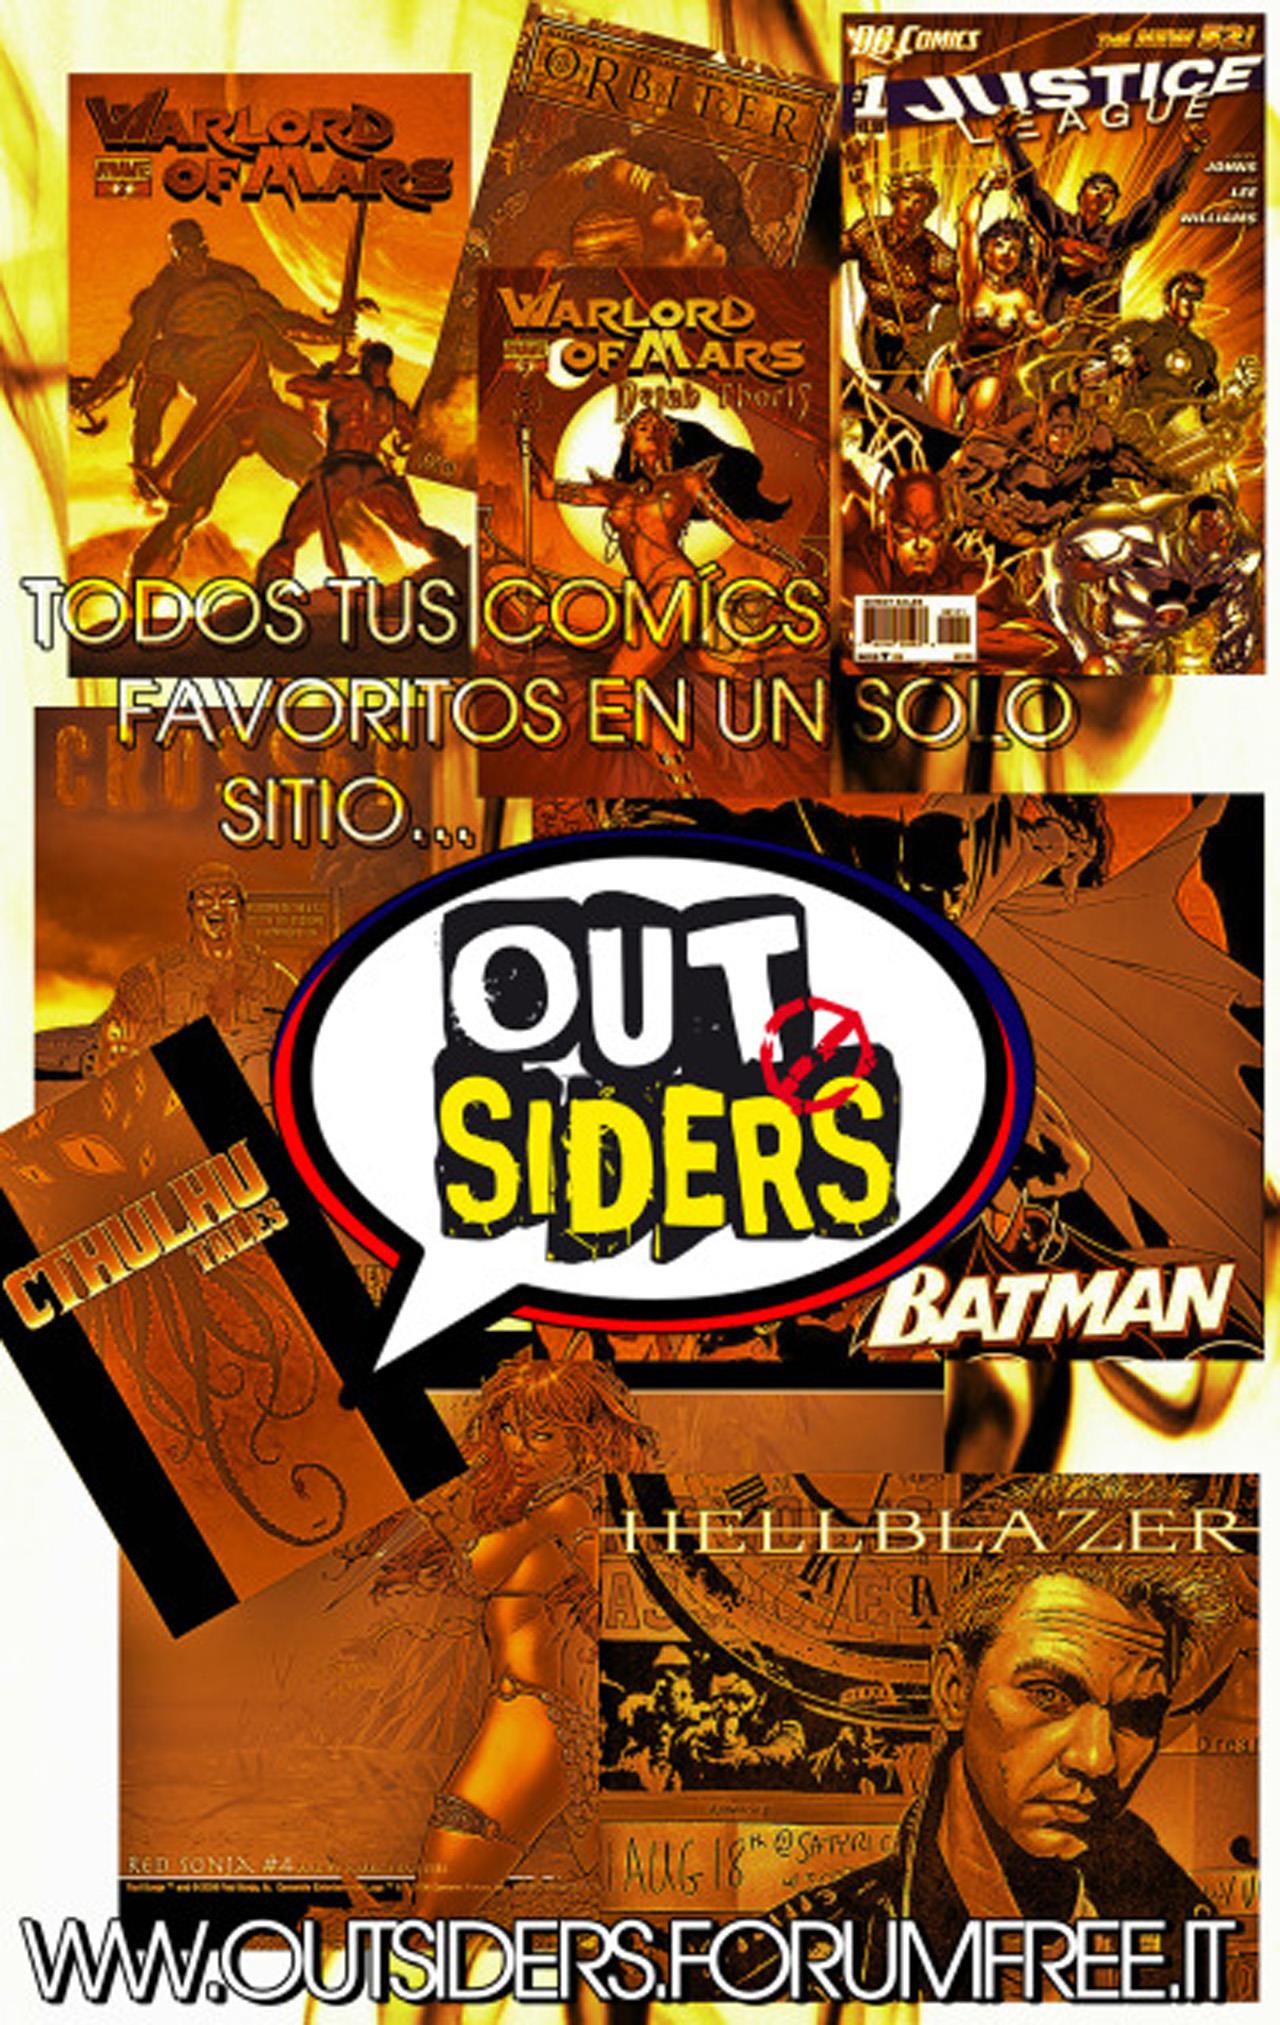 WARLORD
OF MARS
ORBITER
DC COMICS
THE NEW 52!
#1 JUSTICE
LEAGUE
JOHNS
LEE
WILLIAMS
WARLORD
OF MARS
Dejah Thoris
TODOS TUS COMÍCS
FAVORITOS EN UN SOLO
SITIO...
OUT
SIDERS
CTHULHU
TALES
BATMAN
HELLBLAZER
AUG 18th @ SATYRI
RED SONJA #4
WWW.OUTSIDERS.FORUMFREE.IT